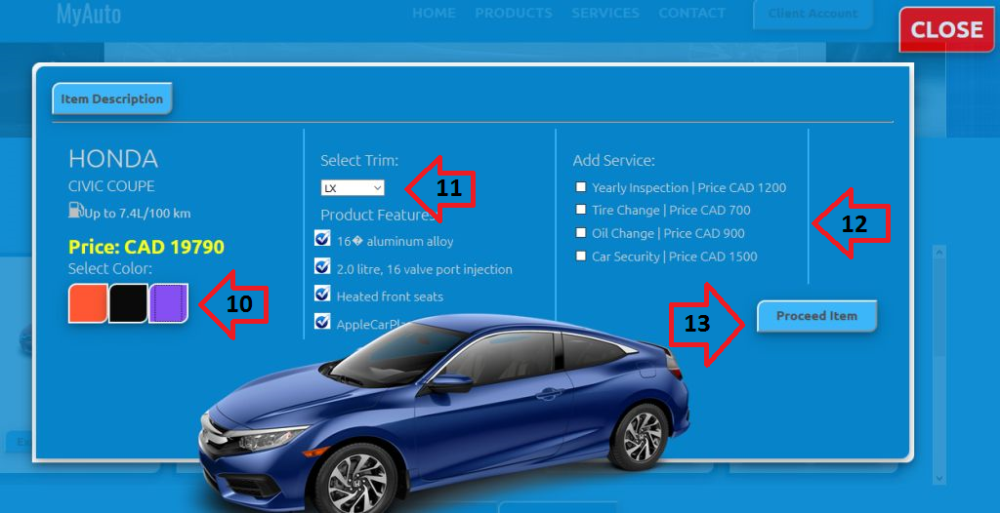 MyAuto
HOME PRODUCTS SERVICES CONTACT Client Account
CLOSE
Item Description
HONDA
CIVIC COUPE
Up to 7.4L/100 km
Price: CAD 19790
Select Color:
10
Select Trim:
LX
11
Product Features
16� aluminum alloy
2.0 litre, 16 valve port injection
Heated front seats
AppleCarPla
Add Service:
Yearly Inspection | Price CAD 1200
Tire Change | Price CAD 700
Oil Change | Price CAD 900
Car Security | Price CAD 1500
12
13
Proceed Item